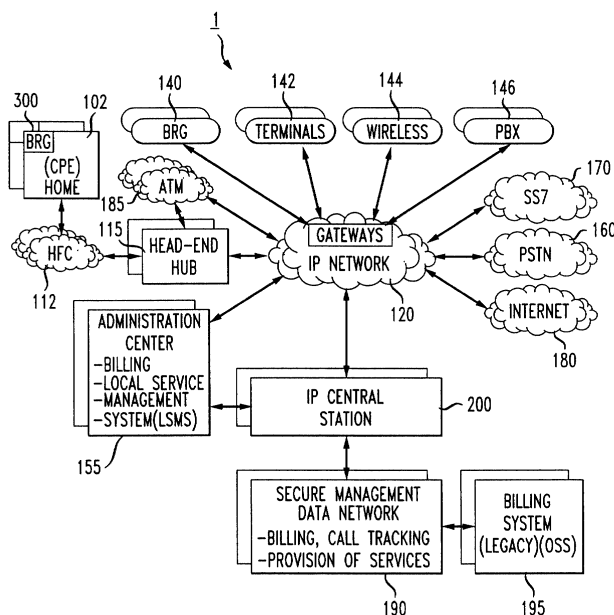 1
300
102
140
142
144
146
BRG
TERMINALS
WIRELESS
PBX
BRG
(CPE)
HOME
ATM
185
SS7
170
115
HEAD-END
HUB
GATEWAYS
IP NETWORK
120
PSTN
160
HFC
112
INTERNET
180
ADMINISTRATION
CENTER
-BILLING
-LOCAL SERVICE
-MANAGEMENT
-SYSTEM(LSMS)
155
IP CENTRAL
STATION
200
SECURE MANAGEMENT
DATA NETWORK
-BILLING, CALL TRACKING
-PROVISION OF SERVICES
190
BILLING
SYSTEM
(LEGACY)(OSS)
195